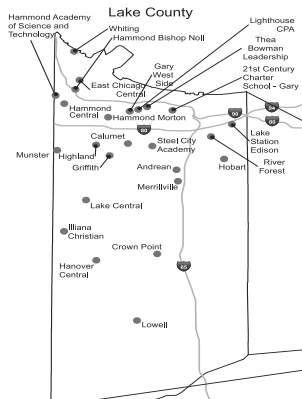 Lake County
Hammond Academy
of Science and
Technology
Whiting
Hammond Bishop Noll
Lighthouse
CPA
Thea
Bowman
Leadership
21st Century
Charter
School - Gary
East Chicago
Central
Gary
West
Side
Hammond
Central
Hammond Morton
94
90
80
80
Calumet
Steel City
Academy
Lake
Station
Edison
Munster
Highland
Griffith
Andrean
River
Forest
Hobart
Merrillville
Lake Central
Illiana
Christian
Crown Point
Hanover
Central
65
Lowell